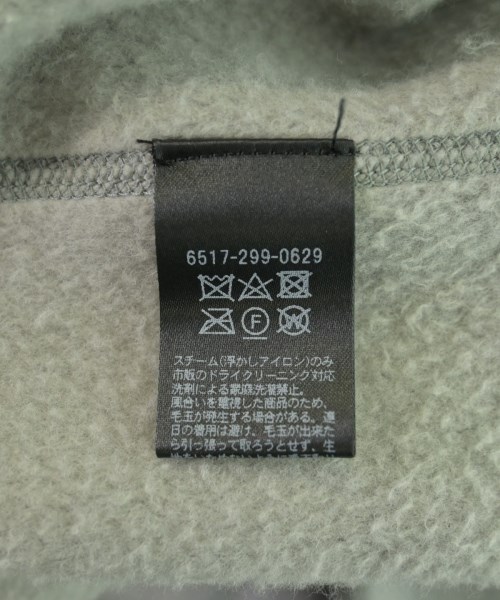 6517-299-0629
F W
スチーム(浮かしアイロン)のみ
市販のドライクリーニング対応
洗剤による家庭洗濯禁止。
風合いを重視した商品のため、
毛玉が発生する場合がある。連
日の着用は避け、毛玉が出来た
ら引っ張って取ろうとせず、生